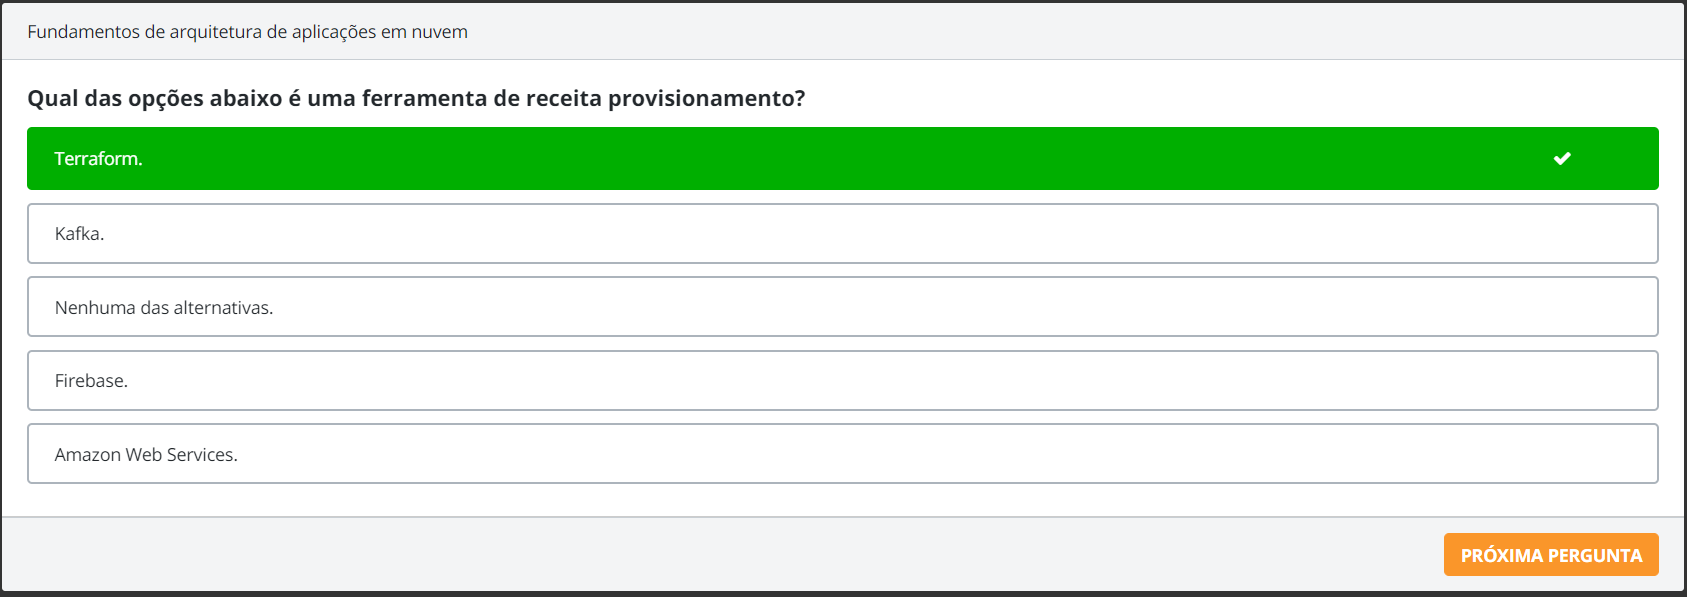 Fundamentos de arquitetura de aplicações em nuvem
Qual das opções abaixo é uma ferramenta de receita provisionamento?
Terraform.
Kafka.
Nenhuma das alternativas.
Firebase.
Amazon Web Services.
PRÓXIMA PERGUNTA